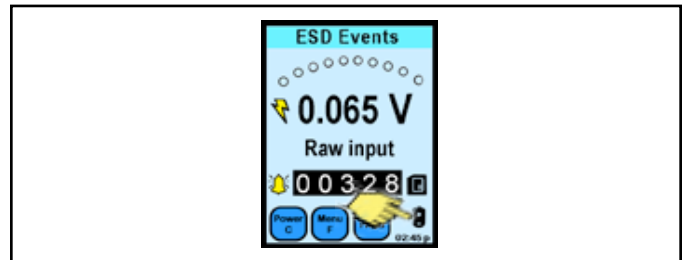 ESD Events
0.065 V
Raw input
00328
Power Menu
C F
02:45 p